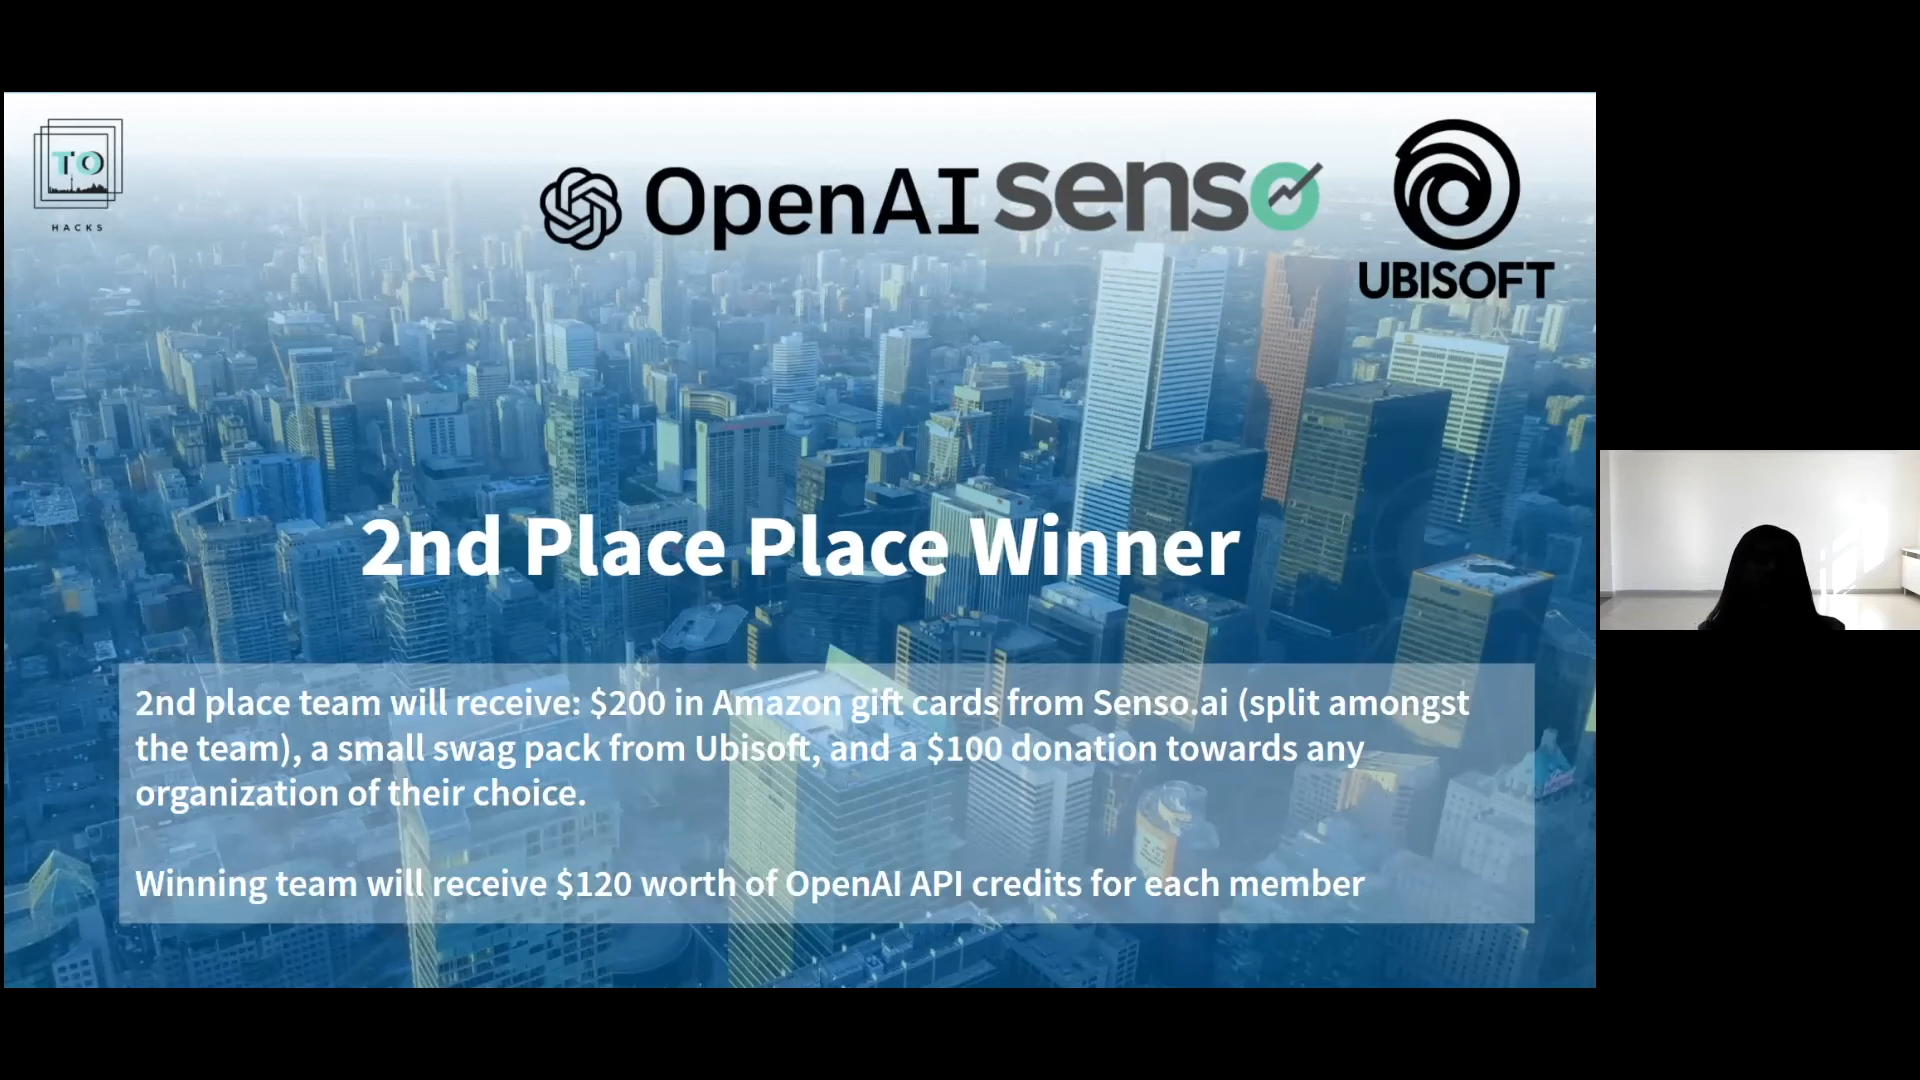 TO
HACKS
OpenAI
senso
UBISOFT
2nd Place Place Winner
2nd place team will receive: $200 in Amazon gift cards from Senso.ai (split amongst
the team), a small swag pack from Ubisoft, and a $100 donation towards any
organization of their choice.
Winning team will receive $120 worth of OpenAI API credits for each member